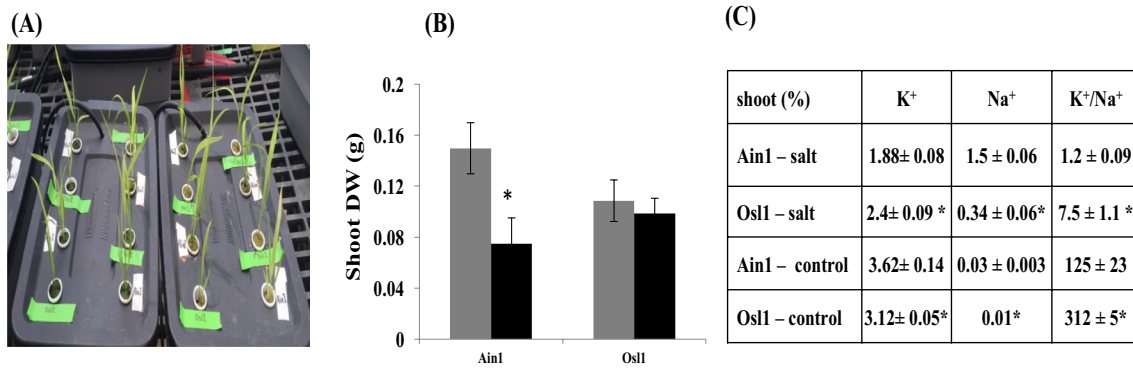 (A)
(B)
(C)
0.2
0.16
0.12
0.08
0.04
0
Shoot DW (g)
*
Ain1
Osl1
shoot (%) K⁺ Na⁺ K⁺/Na⁺
Ain1 – salt 1.88± 0.08 1.5 ± 0.06 1.2 ± 0.09
Osl1 – salt 2.4± 0.09 * 0.34 ± 0.06* 7.5 ± 1.1 *
Ain1 – control 3.62± 0.14 0.03 ± 0.003 125 ± 23
Osl1 – control 3.12± 0.05* 0.01* 312 ± 5*